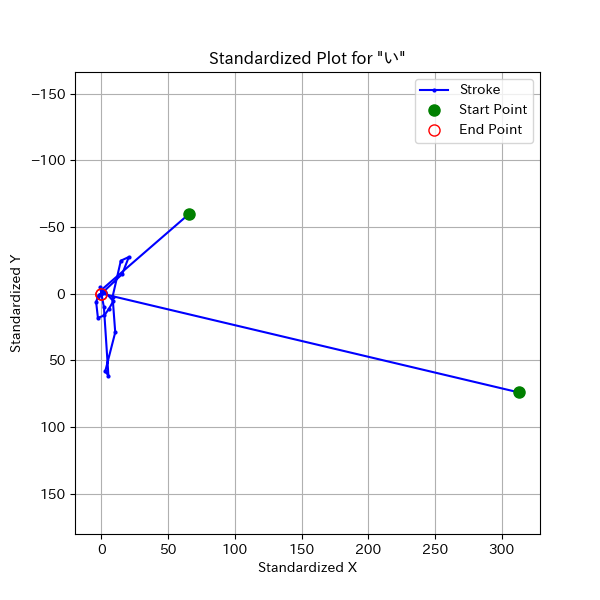 Standardized Plot for "い"
Stroke
Start Point
End Point
−150
−100
−50
0
50
100
150
Standardized Y
0 50 100 150 200 250 300
Standardized X